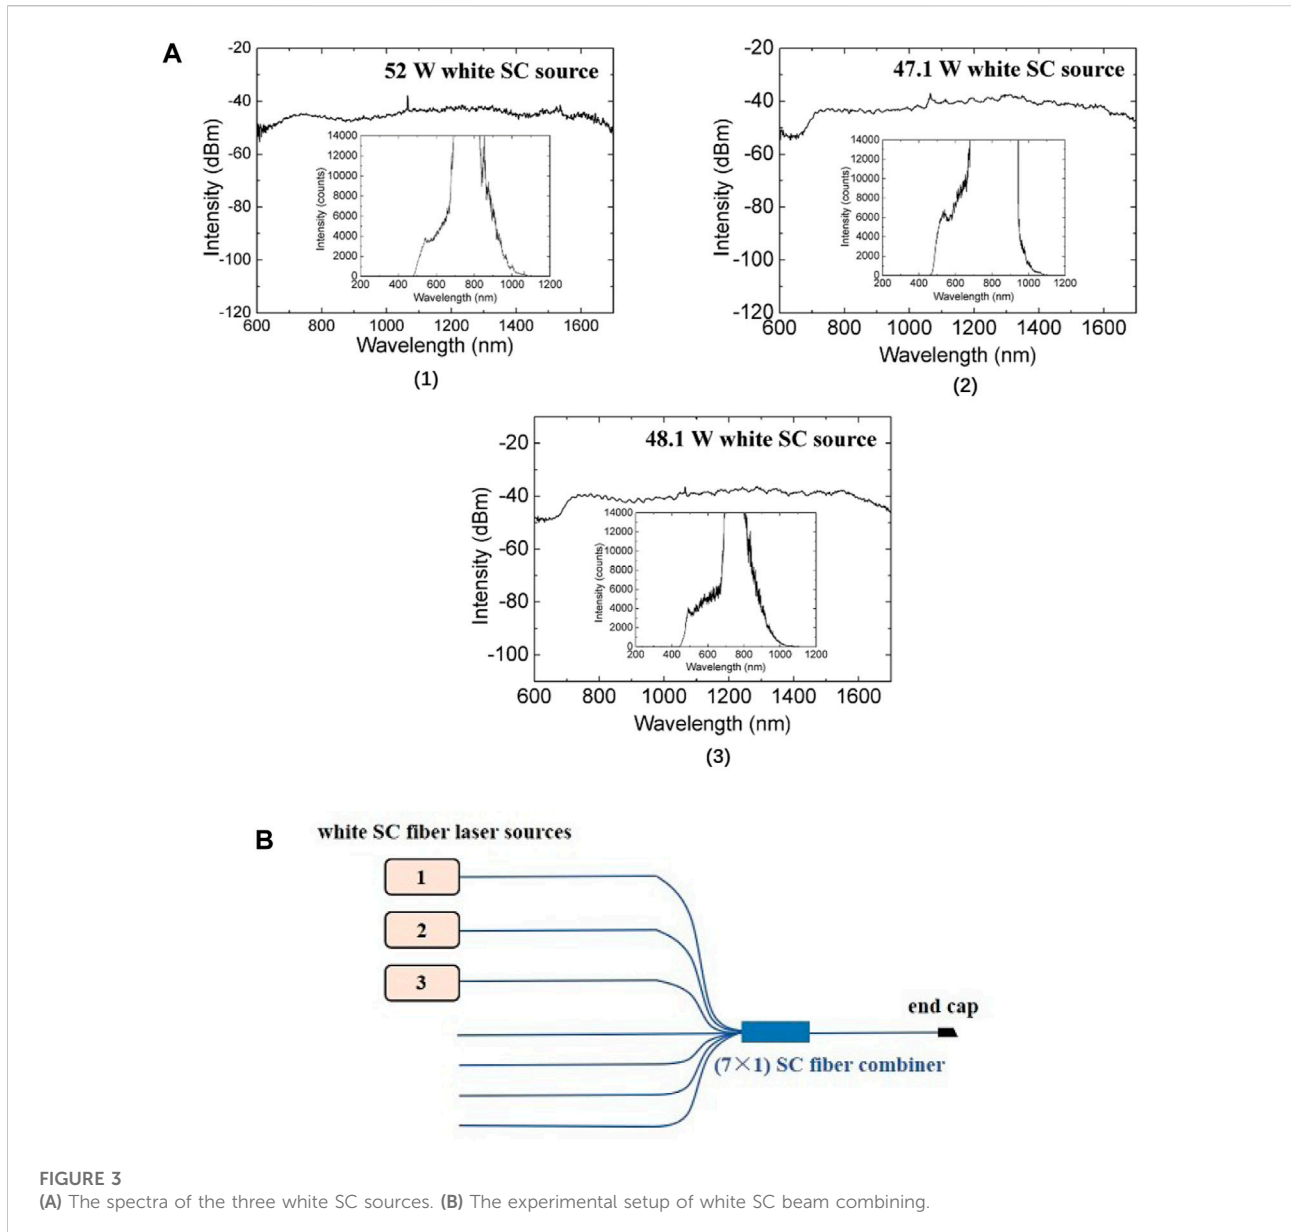 A
-20
-40
-60
-80
-100
-120
600 800 1000 1200 1400 1600
Intensity (dBm)
Wavelength (nm)
52 W white SC source
14000
12000
10000
8000
6000
4000
2000
0
200 400 600 800 1000 1200
Intensity (counts)
Wavelength (nm)
(1)
-20
-40
-60
-80
-100
-120
600 800 1000 1200 1400 1600
Intensity (dBm)
Wavelength (nm)
47.1 W white SC source
14000
12000
10000
8000
6000
4000
2000
0
200 400 600 800 1000 1200
Intensity (counts)
Wavelength (nm)
(2)
-20
-40
-60
-80
-100
600 800 1000 1200 1400 1600
Intensity (dBm)
Wavelength (nm)
48.1 W white SC source
14000
12000
10000
8000
6000
4000
2000
0
200 400 600 800 1000 1200
Intensity (counts)
Wavelength (nm)
(3)
B
white SC fiber laser sources
1
2
3
end cap
(7×1) SC fiber combiner
FIGURE 3
(A) The spectra of the three white SC sources. (B) The experimental setup of white SC beam combining.